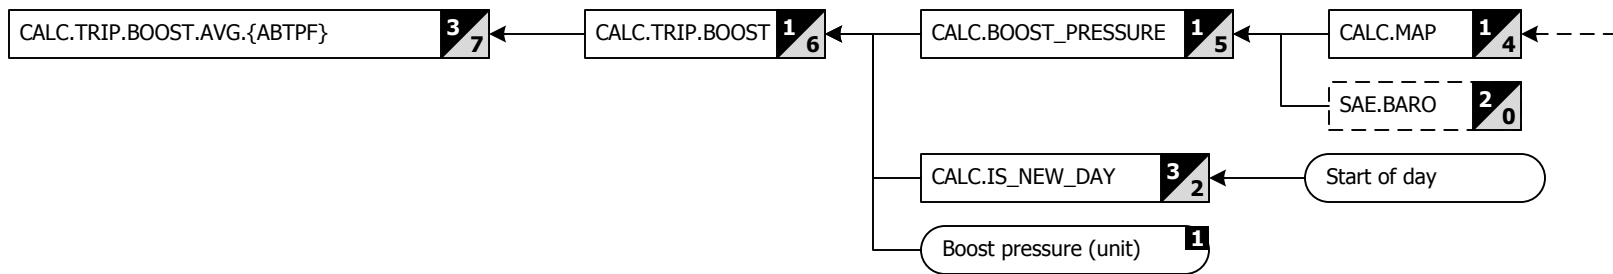 CALC.TRIP.BOOST.AVG.{ABTPF} 3 7
CALC.TRIP.BOOST 1 6
CALC.BOOST_PRESSURE 1 5
CALC.MAP 1 4
SAE.BARO 2 0
CALC.IS_NEW_DAY 3 2
Start of day
Boost pressure (unit) 1